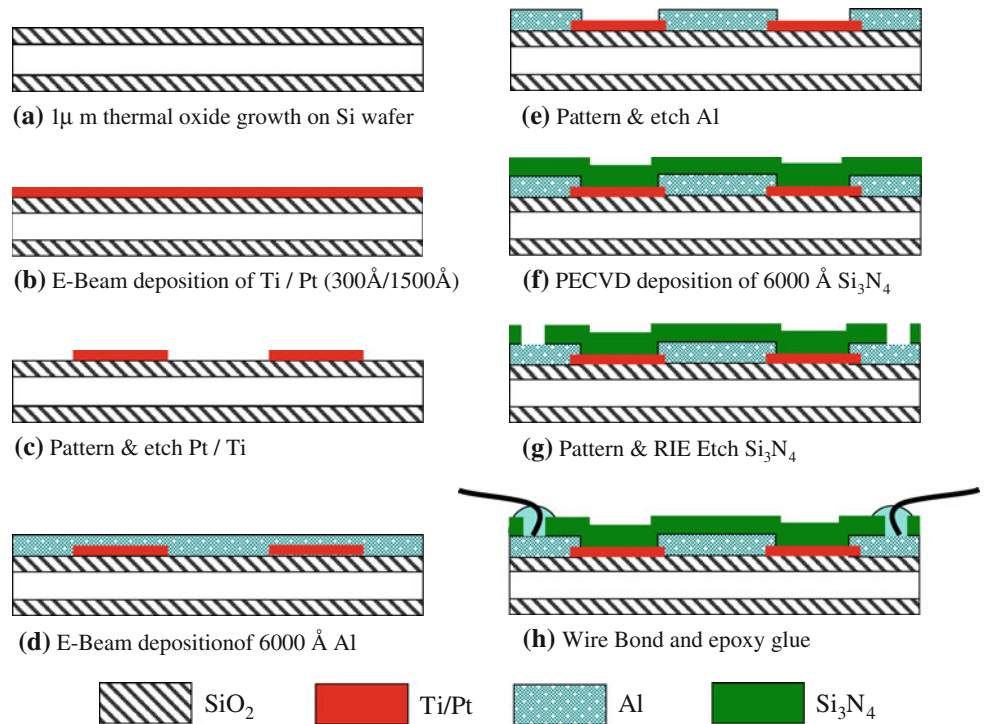 (a) 1μ m thermal oxide growth on Si wafer
(b) E-Beam deposition of Ti / Pt (300Å/1500Å)
(c) Pattern & etch Pt / Ti
(d) E-Beam depositionof 6000 Å Al
(e) Pattern & etch Al
(f) PECVD deposition of 6000 Å Si₃N₄
(g) Pattern & RIE Etch Si₃N₄
(h) Wire Bond and epoxy glue
SiO₂ Ti/Pt Al Si₃N₄